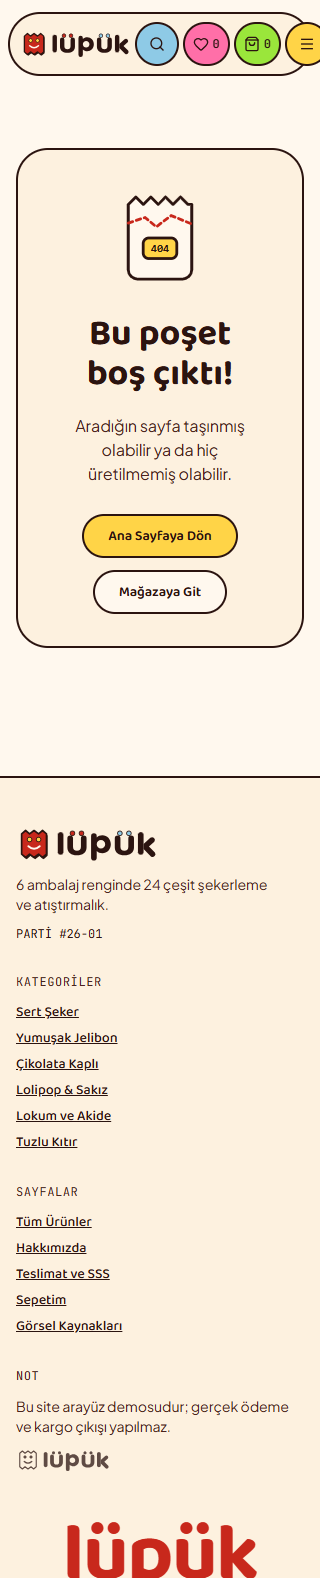 lüpük
0
0
404
Bu poşet
boş çıktı!
Aradığın sayfa taşınmış
olabilir ya da hiç
üretilmemiş olabilir.
Ana Sayfaya Dön
Mağazaya Git
lüpük
6 ambalaj renginde 24 çeşit şekerleme
ve atıştırmalık.
PARTİ #26-01
KATEGORİLER
Sert Şeker
Yumuşak Jelibon
Çikolata Kaplı
Lolipop & Sakız
Lokum ve Akide
Tuzlu Kıtır
SAYFALAR
Tüm Ürünler
Hakkımızda
Teslimat ve SSS
Sepetim
Görsel Kaynakları
NOT
Bu site arayüz demosudur; gerçek ödeme
ve kargo çıkışı yapılmaz.
lüpük
lüpük